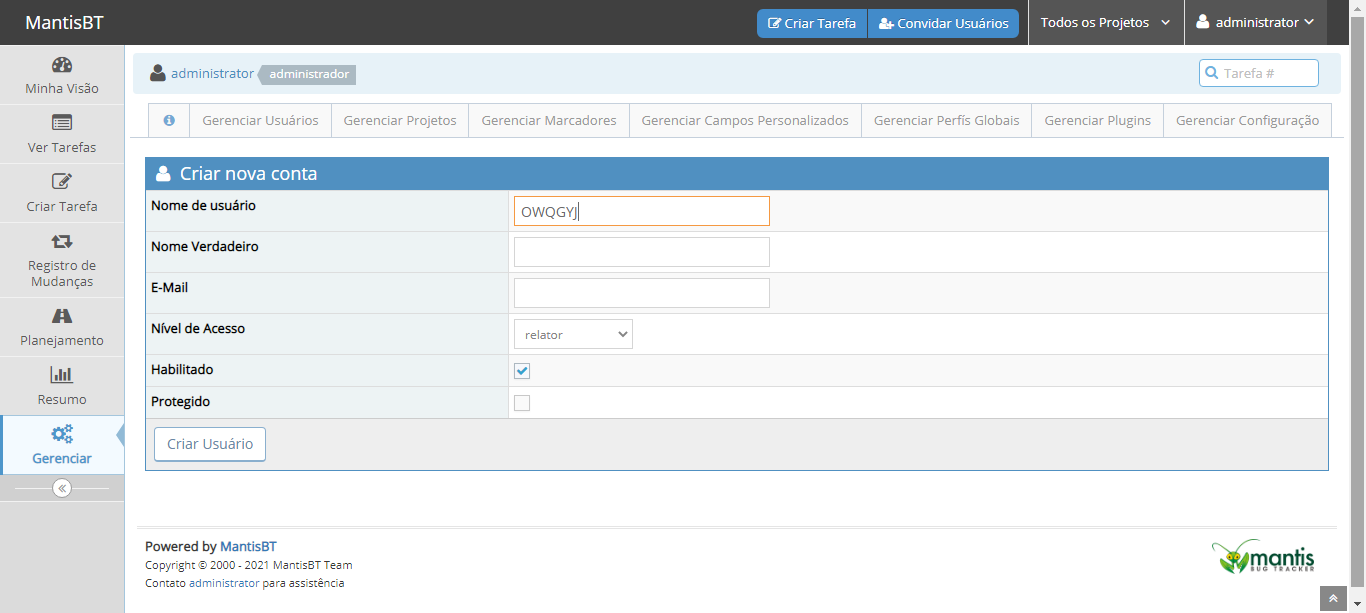 MantisBT
Criar Tarefa
Convidar Usuários
Todos os Projetos
administrator
Minha Visão
Ver Tarefas
Criar Tarefa
Registro de
Mudanças
Planejamento
Resumo
Gerenciar
administrator
administrador
Tarefa #
Gerenciar Usuários
Gerenciar Projetos
Gerenciar Marcadores
Gerenciar Campos Personalizados
Gerenciar Perfís Globais
Gerenciar Plugins
Gerenciar Configuração
Criar nova conta
Nome de usuário
OWQGYJ
Nome Verdadeiro
E-Mail
Nível de Acesso
relator
Habilitado
Protegido
Criar Usuário
Powered by MantisBT
Copyright © 2000 - 2021 MantisBT Team
Contato administrator para assistência
mantis
BUG TRACKER